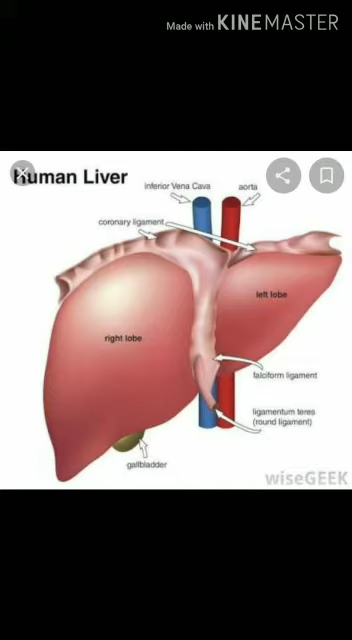 Made with KINEMASTER
Human Liver
inferior Vena Cava
aorta
coronary ligament
left lobe
right lobe
falciform ligament
ligamentum teres
(round ligament)
gallbladder
wiseGEEK